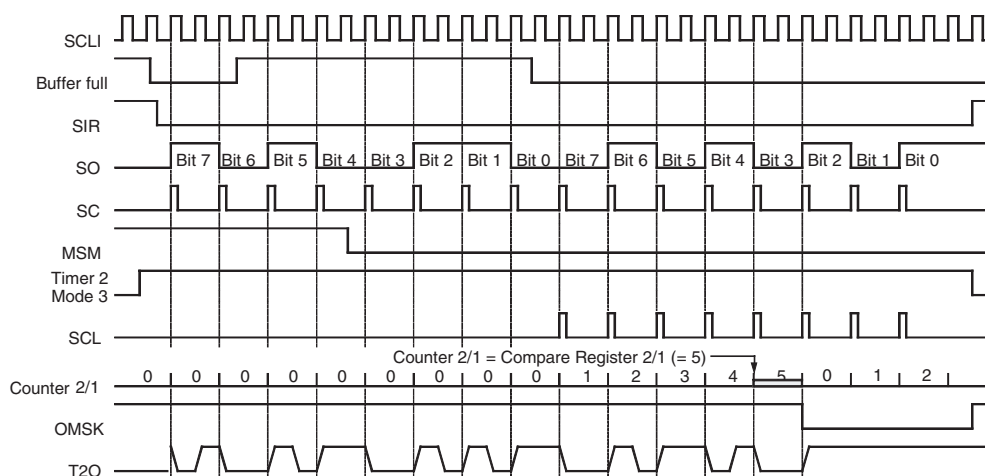 SCLI
Buffer full
SIR
SO Bit 7 Bit 6 Bit 5 Bit 4 Bit 3 Bit 2 Bit 1 Bit 0 Bit 7 Bit 6 Bit 5 Bit 4 Bit 3 Bit 2 Bit 1 Bit 0
SC
MSM
Timer 2
Mode 3
SCL
Counter 2/1 = Compare Register 2/1 (= 5)
Counter 2/1 0 0 0 0 0 0 0 0 0 1 2 3 4 5 0 1 2
OMSK
T2O